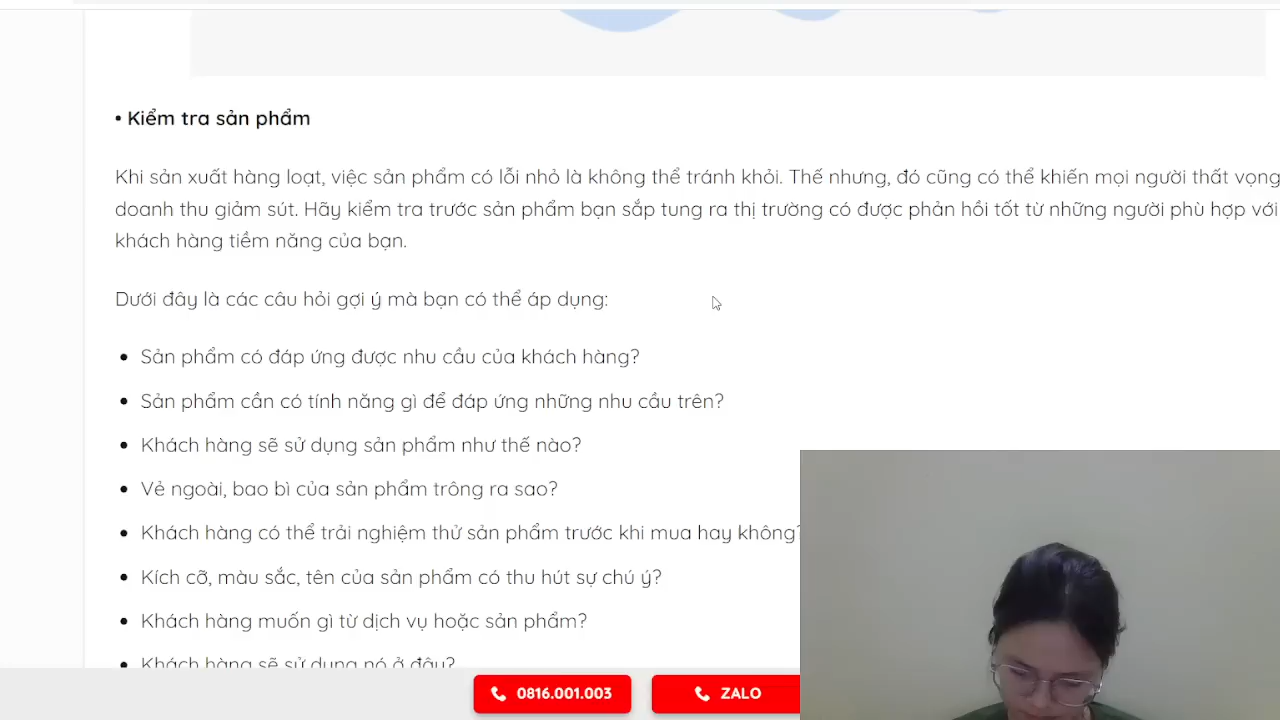 • Kiểm tra sản phẩm
Khi sản xuất hàng loạt, việc sản phẩm có lỗi nhỏ là không thể tránh khỏi. Thế nhưng, đó cũng có thể khiến mọi người thất vọng
doanh thu giảm sút. Hãy kiểm tra trước sản phẩm bạn sắp tung ra thị trường có được phản hồi tốt từ những người phù hợp với
khách hàng tiềm năng của bạn.
Dưới đây là các câu hỏi gợi ý mà bạn có thể áp dụng:
• Sản phẩm có đáp ứng được nhu cầu của khách hàng?
• Sản phẩm cần có tính năng gì để đáp ứng những nhu cầu trên?
• Khách hàng sẽ sử dụng sản phẩm như thế nào?
• Vẻ ngoài, bao bì của sản phẩm trông ra sao?
• Khách hàng có thể trải nghiệm thử sản phẩm trước khi mua hay không?
• Kích cỡ, màu sắc, tên của sản phẩm có thu hút sự chú ý?
• Khách hàng muốn gì từ dịch vụ hoặc sản phẩm?
• Khách hàng sẽ sử dụng nó ở đâu?
0816.001.003
ZALO